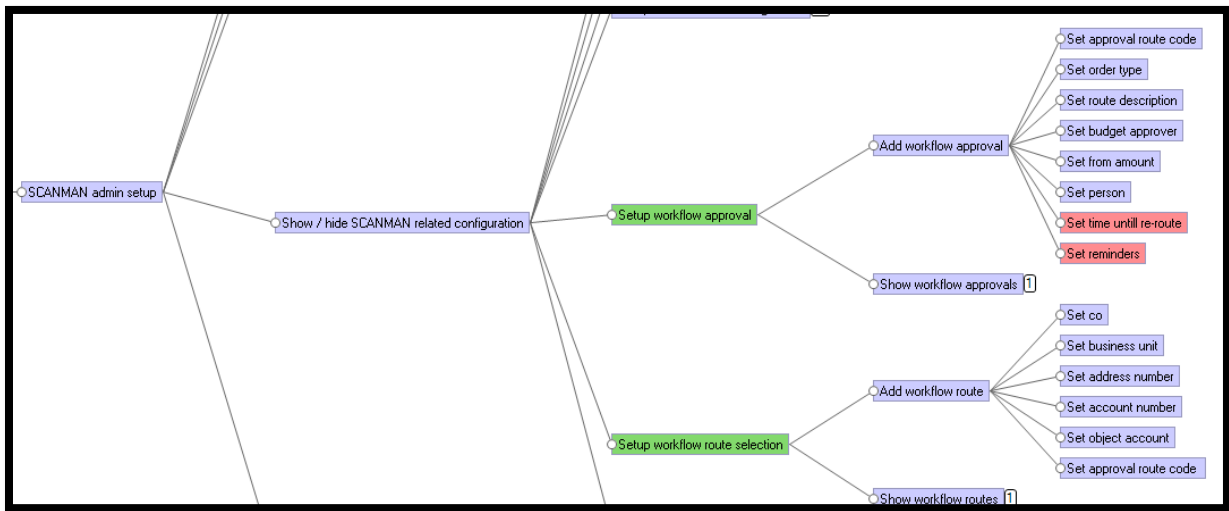 Set approval route code
Set order type
Set route description
Set budget approver
Add workflow approval
Set from amount
SCANMAN admin setup
Set person
Setup workflow approval
Show / hide SCANMAN related configuration
Set time untill re-route
Set reminders
Show workflow approvals 1
Set co
Set business unit
Set address number
Add workflow route
Set account number
Setup workflow route selection
Set object account
Set approval route code
Show workflow routes 1